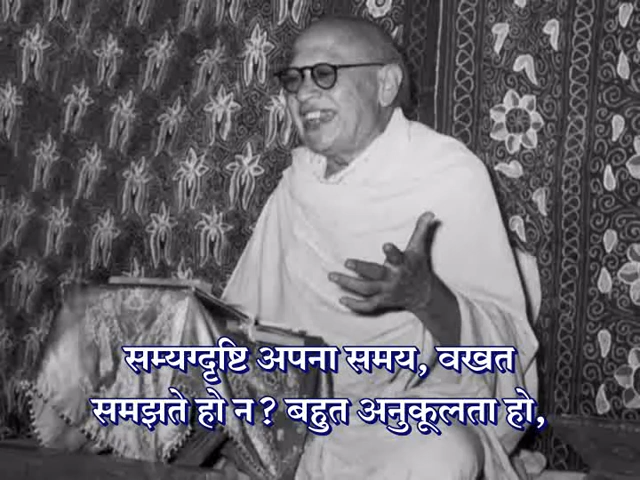 सम्यग्दृष्टि अपना समय, वखत
समझते हो न? बहुत अनुकूलता हो,